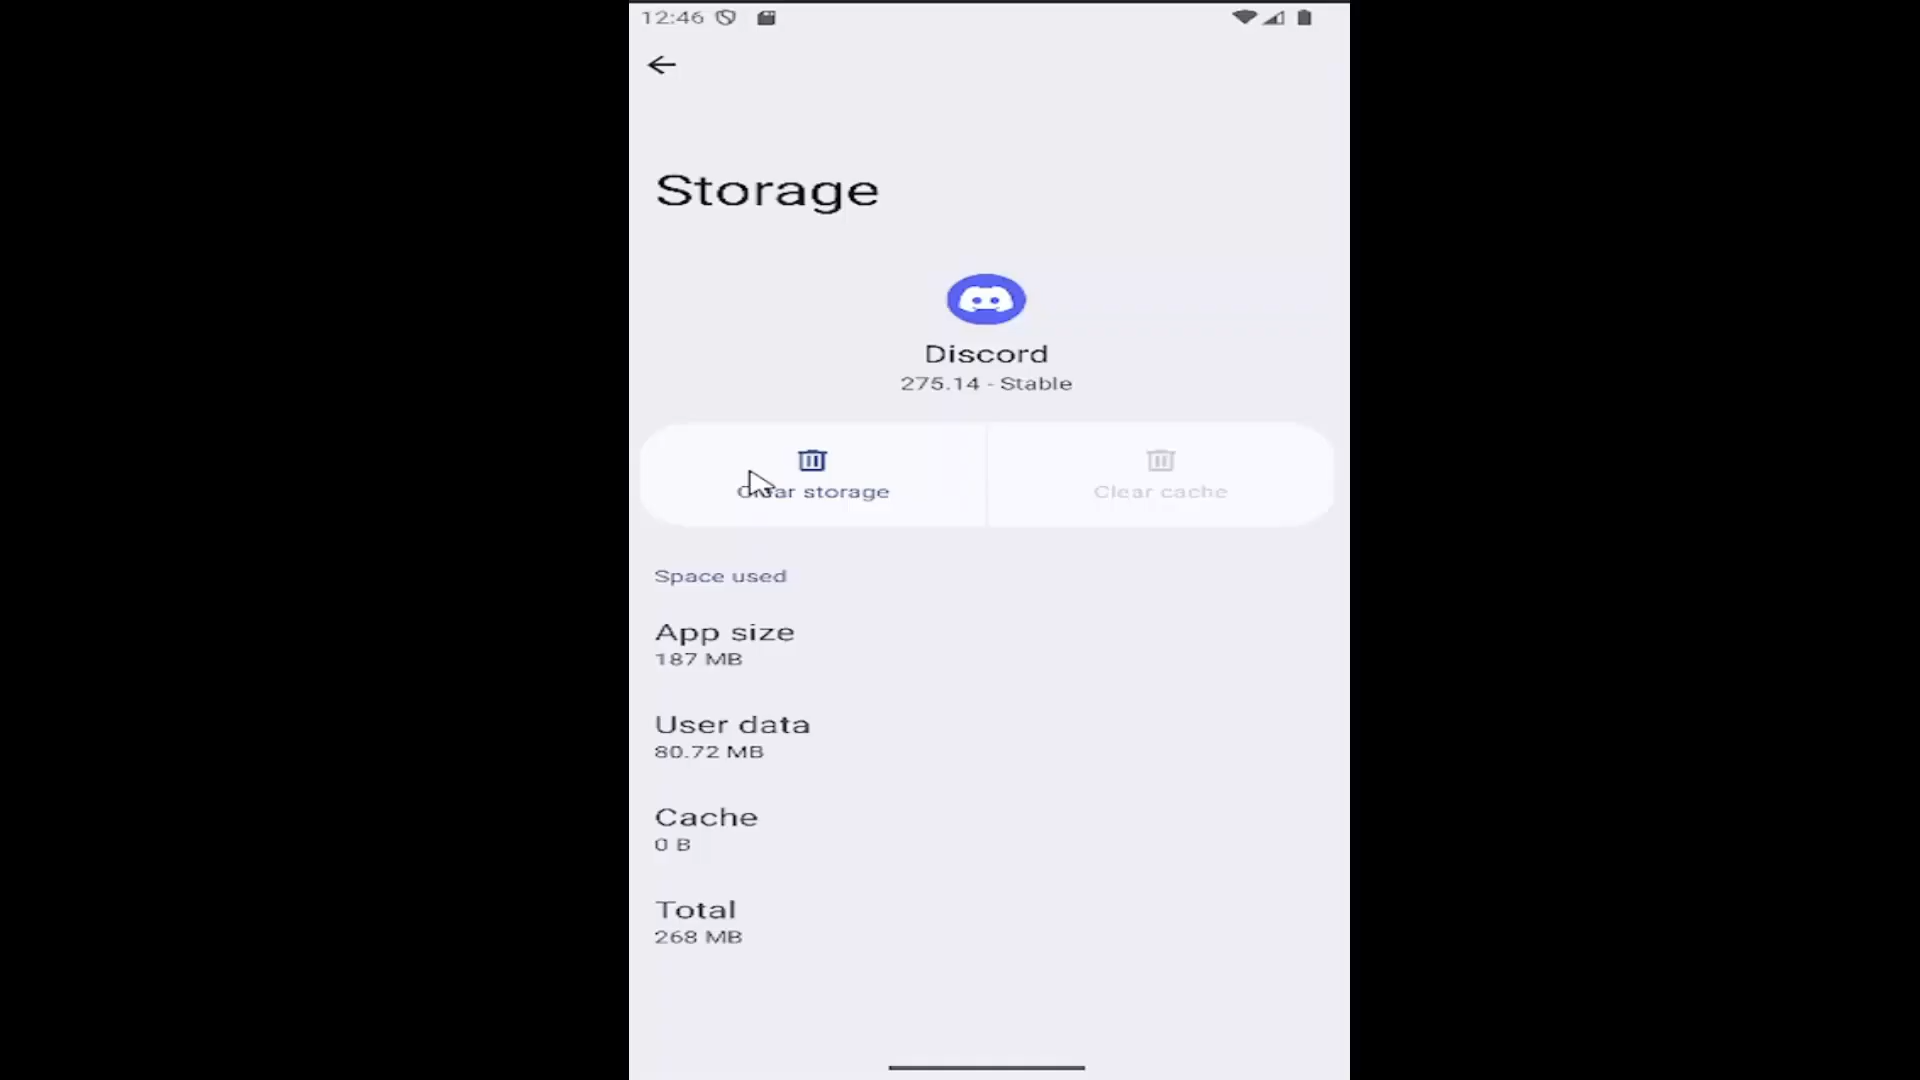 12:46
Storage
Discord
275.14 - Stable
Clear storage
Clear cache
Space used
App size
187 MB
User data
80.72 MB
Cache
0 B
Total
268 MB